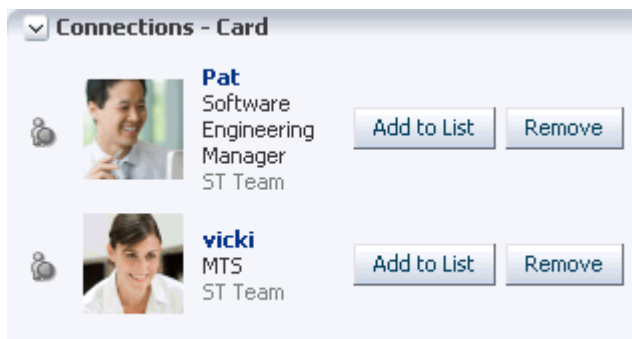 Connections - Card
Pat
Software
Engineering
Manager
ST Team
Add to List
Remove
vicki
MTS
ST Team
Add to List
Remove